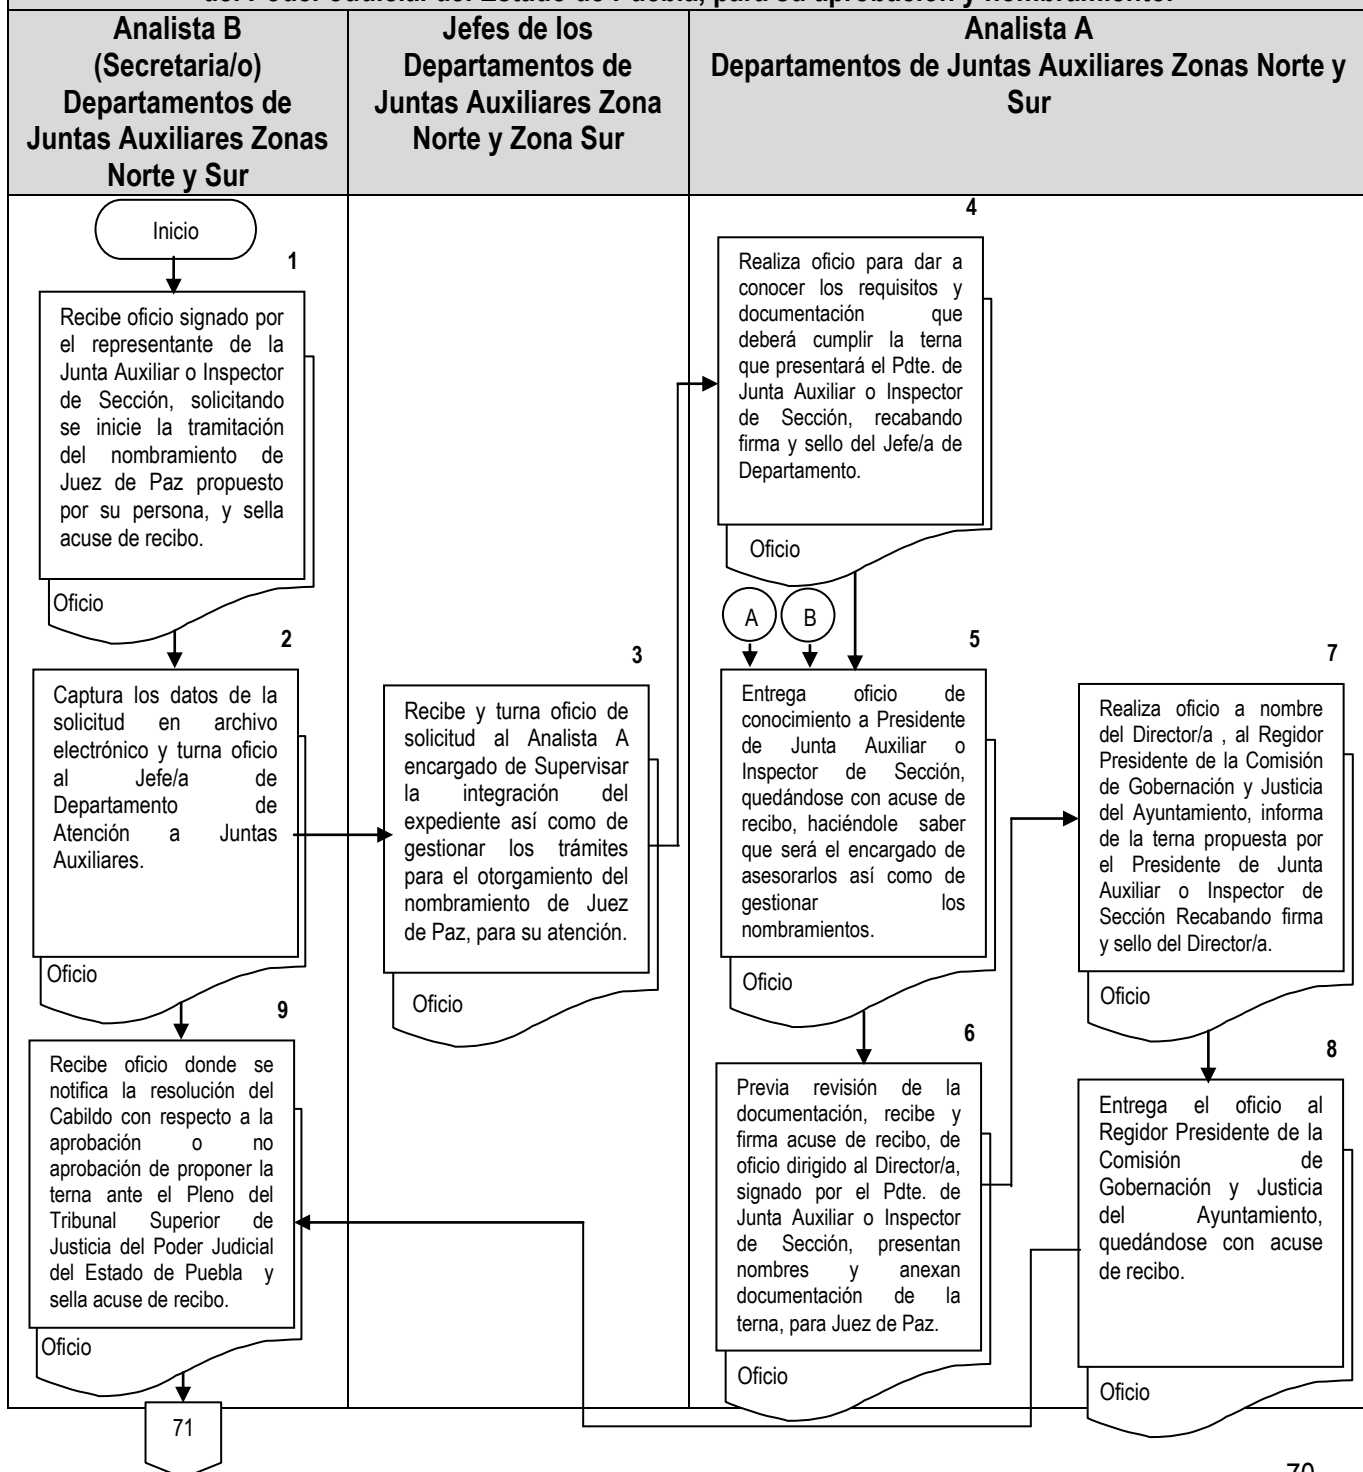 del Poder Judicial del Estado de Puebla, para su aprobación y nombramiento.
Analista B
(Secretaria/o)
Departamentos de
Juntas Auxiliares Zonas
Norte y Sur
Jefes de los
Departamentos de
Juntas Auxiliares Zona
Norte y Zona Sur
Analista A
Departamentos de Juntas Auxiliares Zonas Norte y
Sur
Inicio
1
Recibe oficio signado por
el representante de la
Junta Auxiliar o Inspector
de Sección, solicitando
se inicie la tramitación
del nombramiento de
Juez de Paz propuesto
por su persona, y sella
acuse de recibo.
Oficio
2
Captura los datos de la
solicitud en archivo
electrónico y turna oficio
al Jefe/a de
Departamento de
Atención a Juntas
Auxiliares.
Oficio
3
Recibe y turna oficio de
solicitud al Analista A
encargado de Supervisar
la integración del
expediente así como de
gestionar los trámites
para el otorgamiento del
nombramiento de Juez
de Paz, para su atención.
Oficio
4
Realiza oficio para dar a
conocer los requisitos y
documentación que
deberá cumplir la terna
que presentará el Pdte. de
Junta Auxiliar o Inspector
de Sección, recabando
firma y sello del Jefe/a de
Departamento.
Oficio
A
B
5
Entrega oficio de
conocimiento a Presidente
de Junta Auxiliar o
Inspector de Sección,
quedándose con acuse de
recibo, haciéndole saber
que será el encargado de
asesorarlos así como de
gestionar los
nombramientos.
Oficio
6
Previa revisión de la
documentación, recibe y
firma acuse de recibo, de
oficio dirigido al Director/a,
signado por el Pdte. de
Junta Auxiliar o Inspector
de Sección, presentan
nombres y anexan
documentación de la
terna, para Juez de Paz.
Oficio
7
Realiza oficio a nombre
del Director/a , al Regidor
Presidente de la Comisión
de Gobernación y Justicia
del Ayuntamiento, informa
de la terna propuesta por
el Presidente de Junta
Auxiliar o Inspector de
Sección Recabando firma
y sello del Director/a.
Oficio
8
Entrega el oficio al
Regidor Presidente de la
Comisión de
Gobernación y Justicia
del Ayuntamiento,
quedándose con acuse
de recibo.
Oficio
9
Recibe oficio donde se
notifica la resolución del
Cabildo con respecto a la
aprobación o no
aprobación de proponer la
terna ante el Pleno del
Tribunal Superior de
Justicia del Poder Judicial
del Estado de Puebla y
sella acuse de recibo.
Oficio
71
70